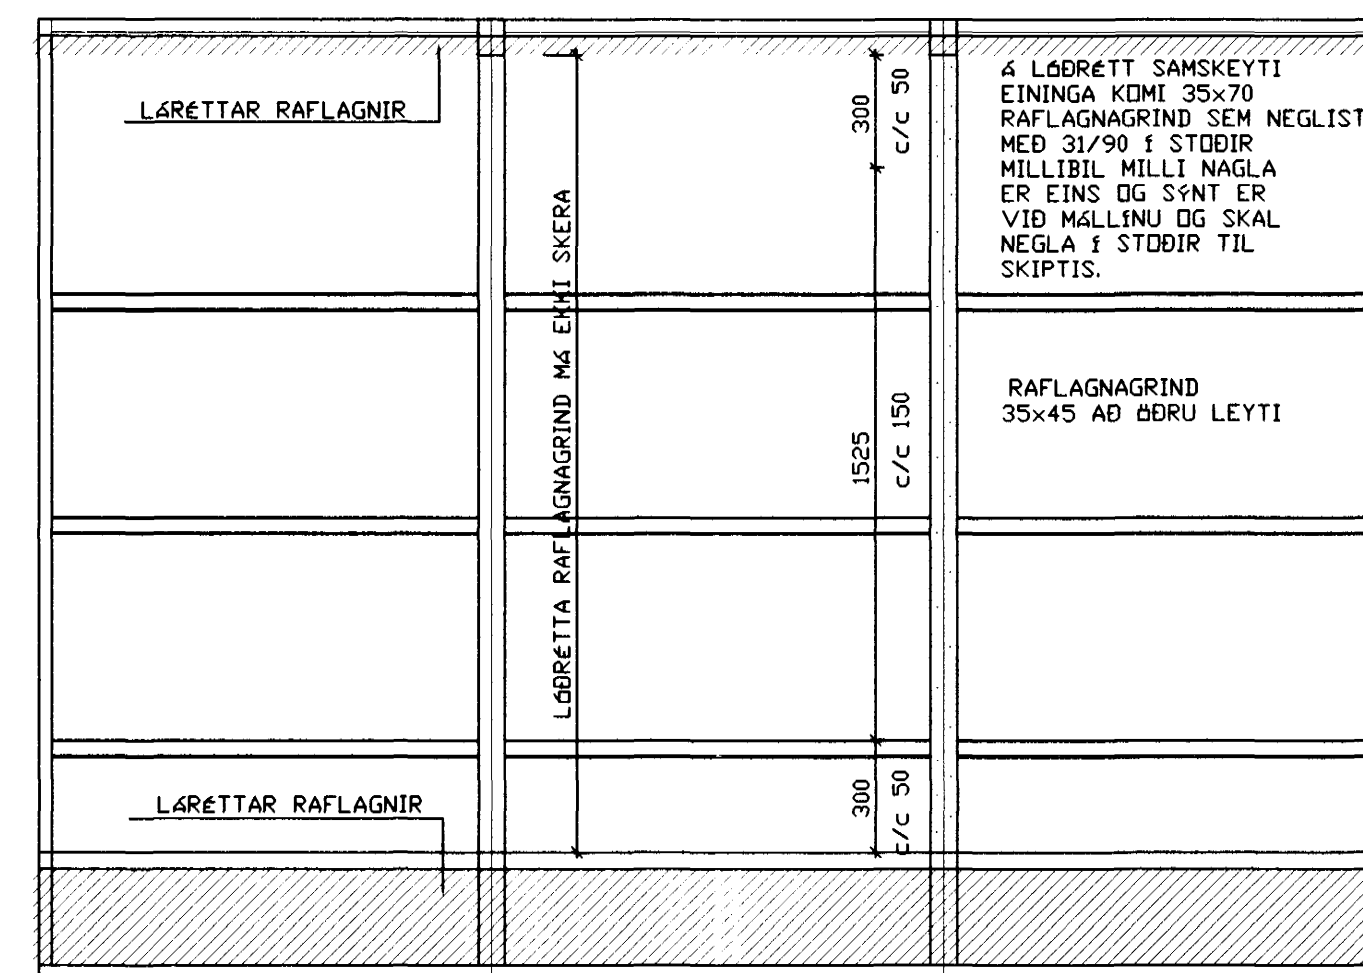 LÁRÉTTAR RAFLAGNIR
LÓÐRÉTTA RAFLAGNAGRIND MÁ EKKI SKERA
300
c/c 50
1525
c/c 150
300
c/c 50
Á LÓÐRÉTT SAMSKEYTI
EININGA KOMI 35x70
RAFLAGNAGRIND SEM NEGLIST
MEÐ 31/90 Í STOÐIR
MILLIBIL MILLI NAGLA
ER EINS OG SÝNT ER
VIÐ MÁLLÍNU OG SKAL
NEGLA Í STOÐIR TIL
SKIPTIS.
RAFLAGNAGRIND
35x45 AÐ ÖÐRU LEYTI
LÁRÉTTAR RAFLAGNIR